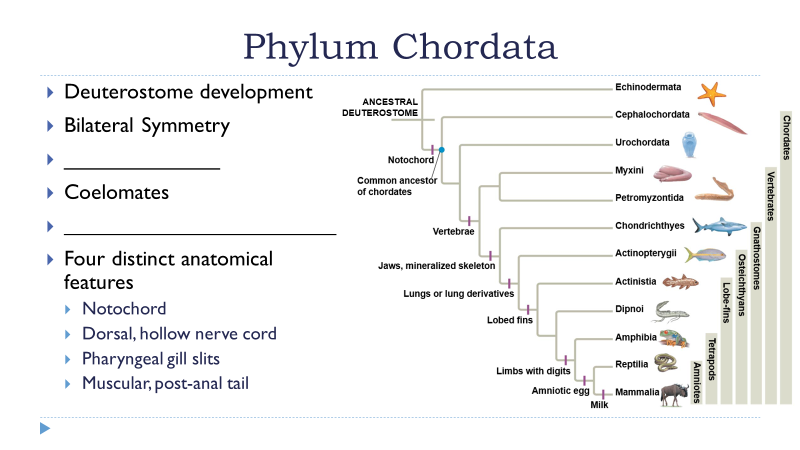 Phylum Chordata
Deuterostome development
Bilateral Symmetry
_______________
Coelomates
__________________________
Four distinct anatomical
features
Notochord
Dorsal, hollow nerve cord
Pharyngeal gill slits
Muscular, post-anal tail
ANCESTRAL
DEUTEROSTOME
Notochord
Common ancestor
of chordates
Vertebrae
Jaws, mineralized skeleton
Lungs or lung derivatives
Lobed fins
Limbs with digits
Amniotic egg
Milk
Echinodermata
Cephalochordata
Urochordata
Myxini
Petromyzontida
Chondrichthyes
Actinopterygii
Actinistia
Dipnoi
Amphibia
Reptilia
Mammalia
Chordates
Vertebrates
Gnathostomes
Osteichthyans
Lobe-fins
Tetrapods
Amniotes